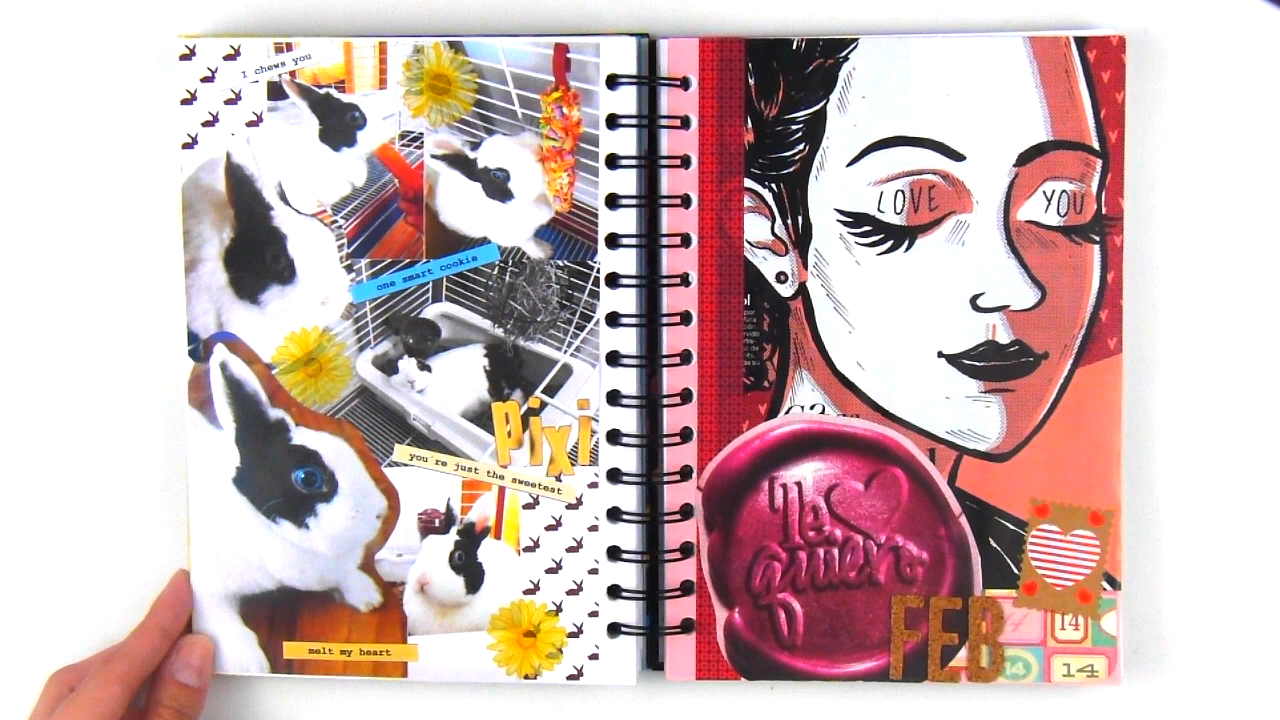 I chews you
one smart cookie
pixi
you're just the sweetest
melt my heart
LOVE YOU
Te
quiero
FEB
14
14
14